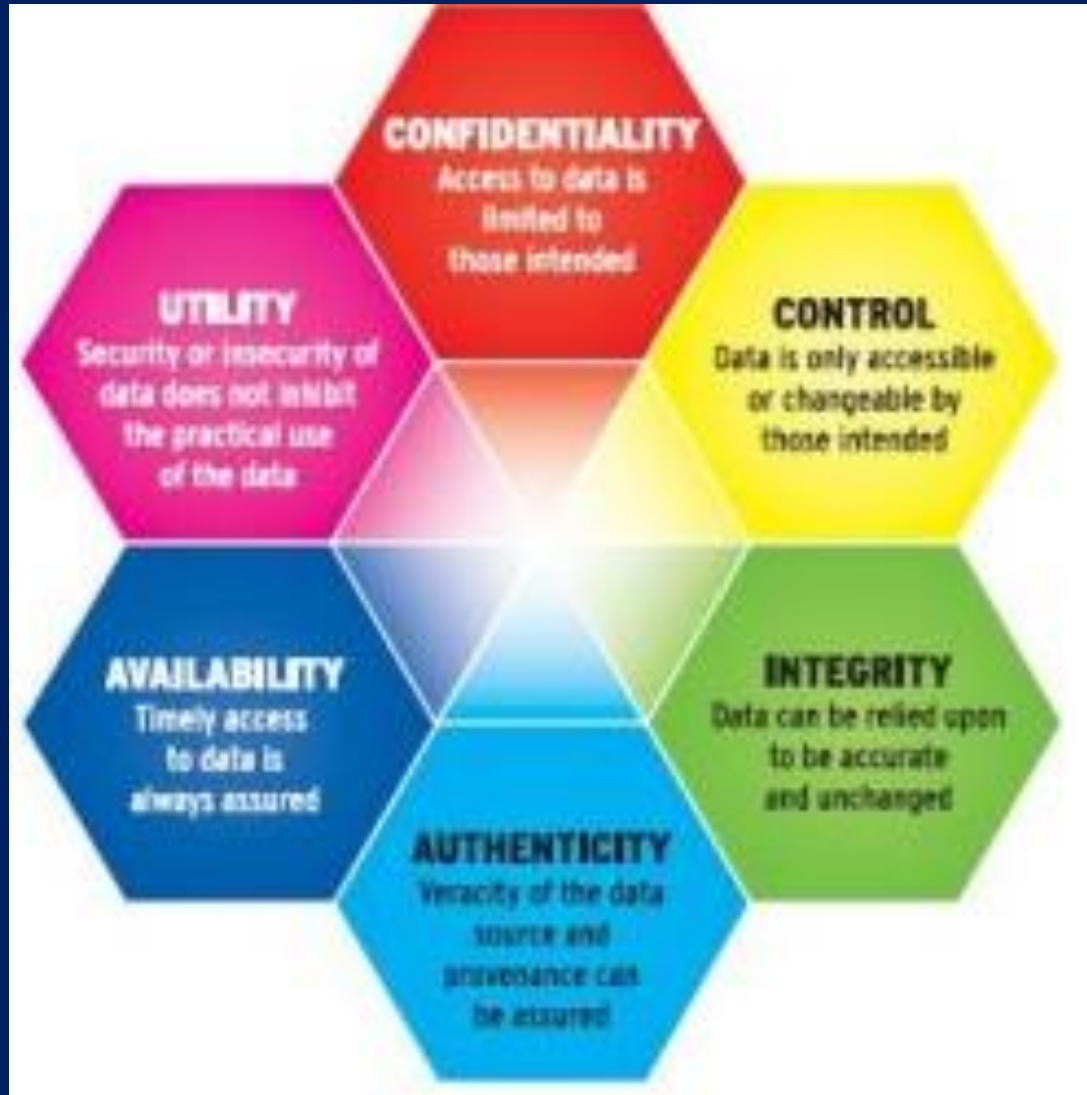 CONFIDENTIALITY
Access to data is
limited to
those intended
CONTROL
Data is only accessible
or changeable by
those intended
INTEGRITY
Data can be relied upon
to be accurate
and unchanged
AUTHENTICITY
Veracity of the data
source and
provenance can
be assured
AVAILABILITY
Timely access
to data is
always assured
UTILITY
Security or insecurity of
data does not inhibit
the practical use
of the data